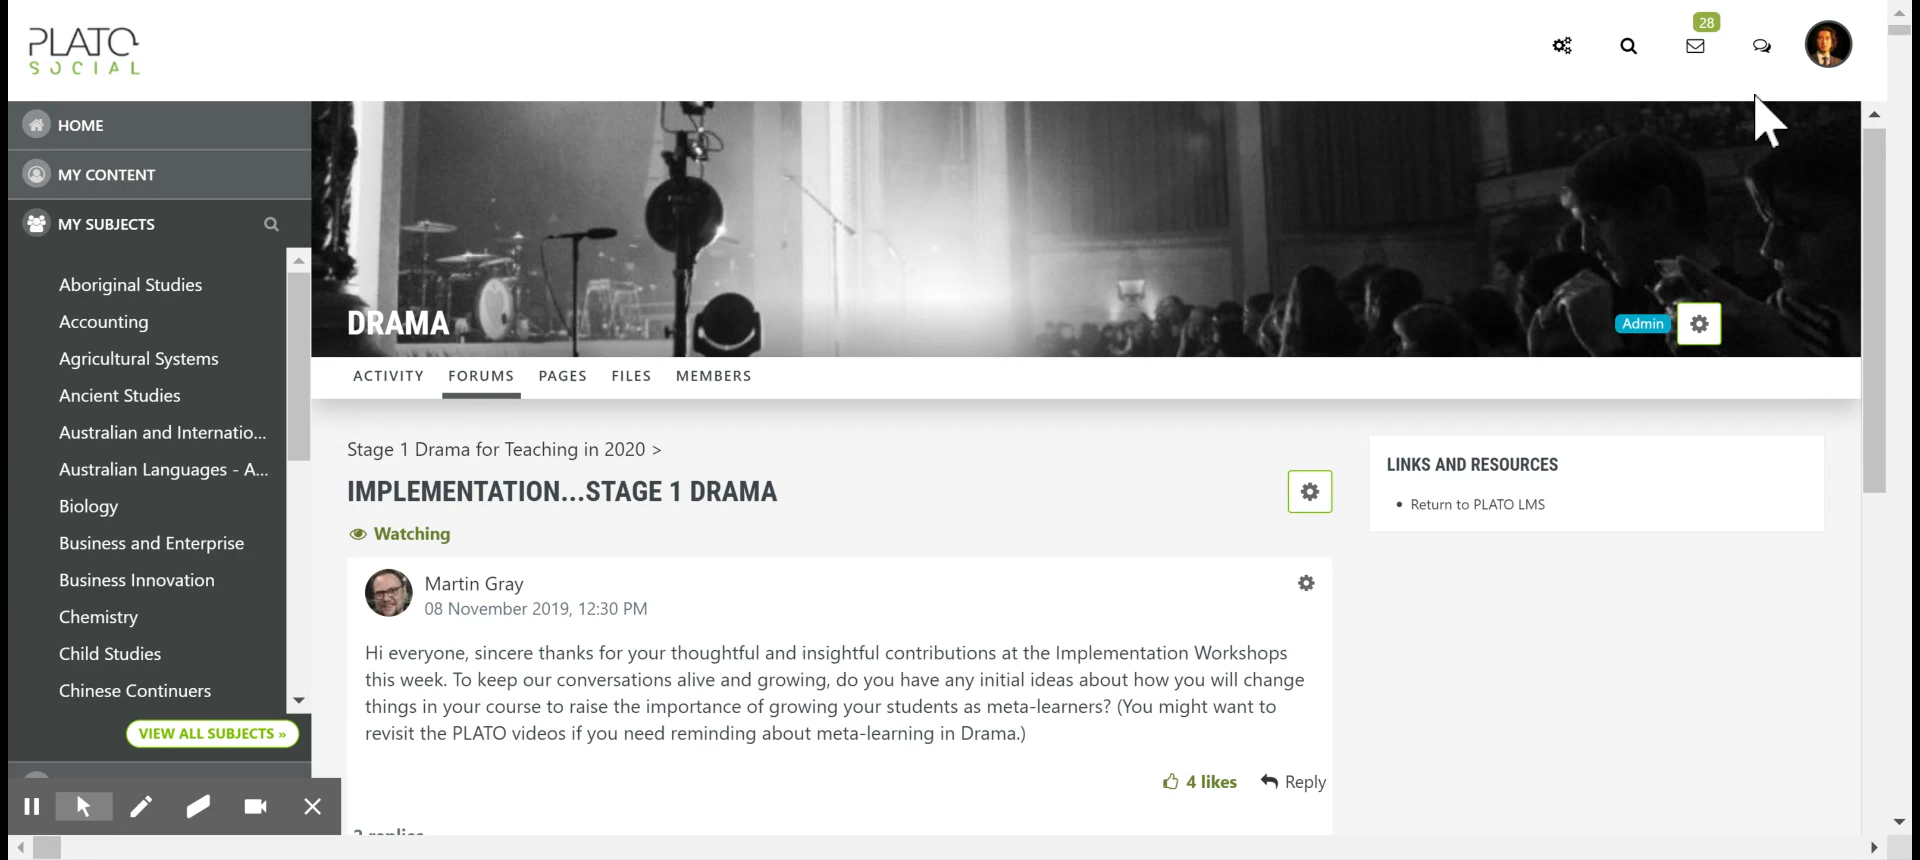 PLATO
SOCIAL
28
HOME
MY CONTENT
MY SUBJECTS
Aboriginal Studies
Accounting
Agricultural Systems
Ancient Studies
Australian and Internatio...
Australian Languages - A...
Biology
Business and Enterprise
Business Innovation
Chemistry
Child Studies
Chinese Continuers
VIEW ALL SUBJECTS »
DRAMA
Admin
ACTIVITY FORUMS PAGES FILES MEMBERS
Stage 1 Drama for Teaching in 2020 >
IMPLEMENTATION...STAGE 1 DRAMA
Watching
Martin Gray
08 November 2019, 12:30 PM
Hi everyone, sincere thanks for your thoughtful and insightful contributions at the Implementation Workshops
this week. To keep our conversations alive and growing, do you have any initial ideas about how you will change
things in your course to raise the importance of growing your students as meta-learners? (You might want to
revisit the PLATO videos if you need reminding about meta-learning in Drama.)
4 likes Reply
LINKS AND RESOURCES
• Return to PLATO LMS